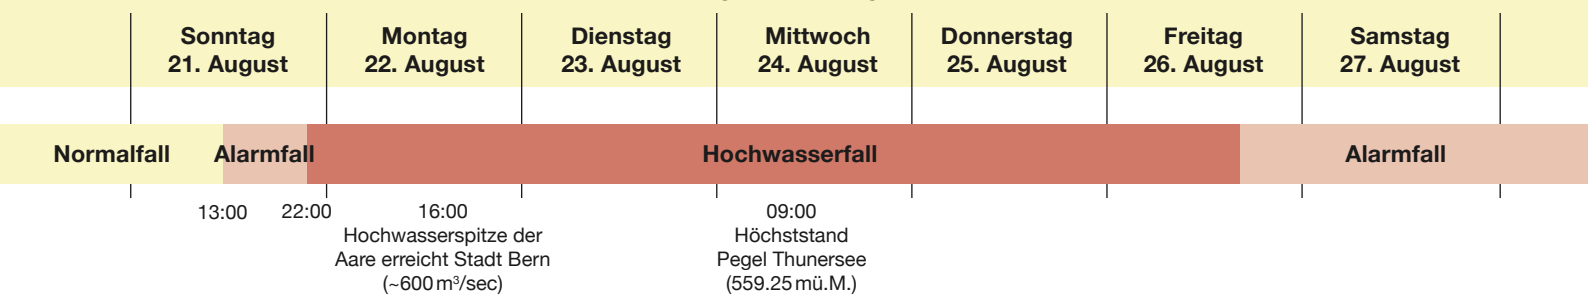 Sonntag
21. August
Montag
22. August
Dienstag
23. August
Mittwoch
24. August
Donnerstag
25. August
Freitag
26. August
Samstag
27. August
Normalfall
Alarmfall
Hochwasserfall
Alarmfall
13:00
22:00
16:00
Hochwasserspitze der
Aare erreicht Stadt Bern
(~600 m³/sec)
09:00
Höchststand
Pegel Thunersee
(559.25 mü.M.)